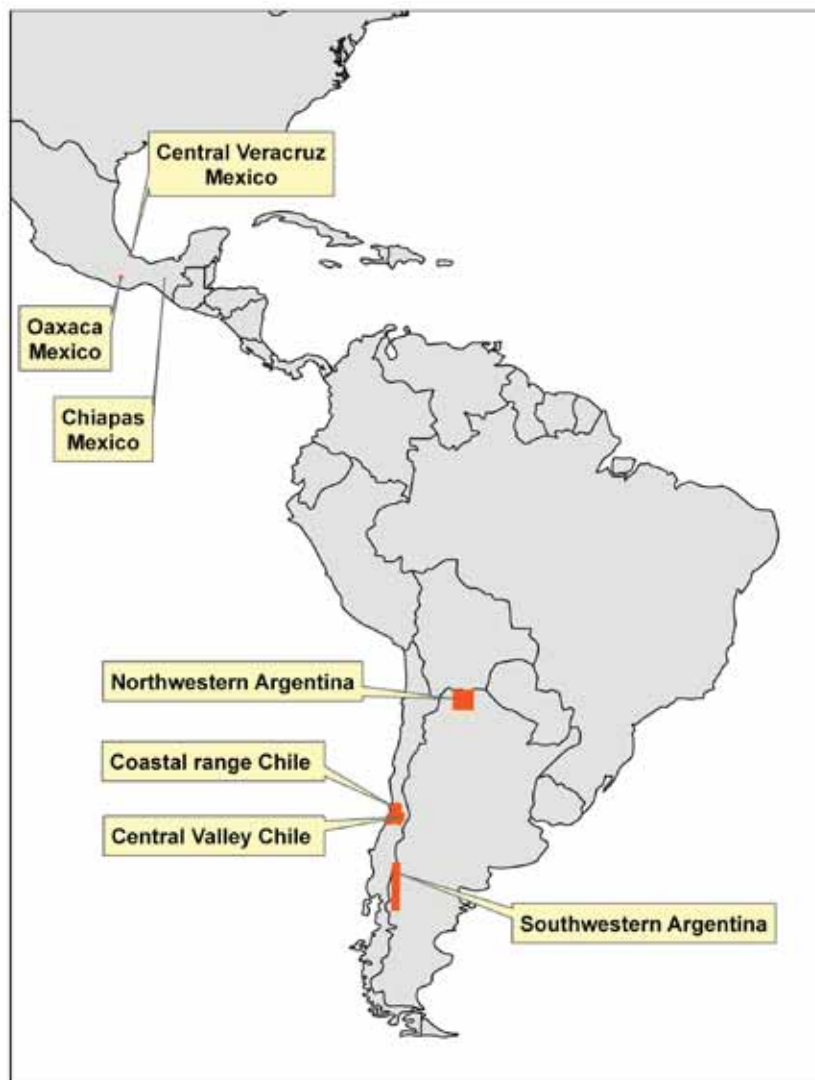 Central Veracruz
Mexico
Oaxaca
Mexico
Chiapas
Mexico
Northwestern Argentina
Coastal range Chile
Central Valley Chile
Southwestern Argentina